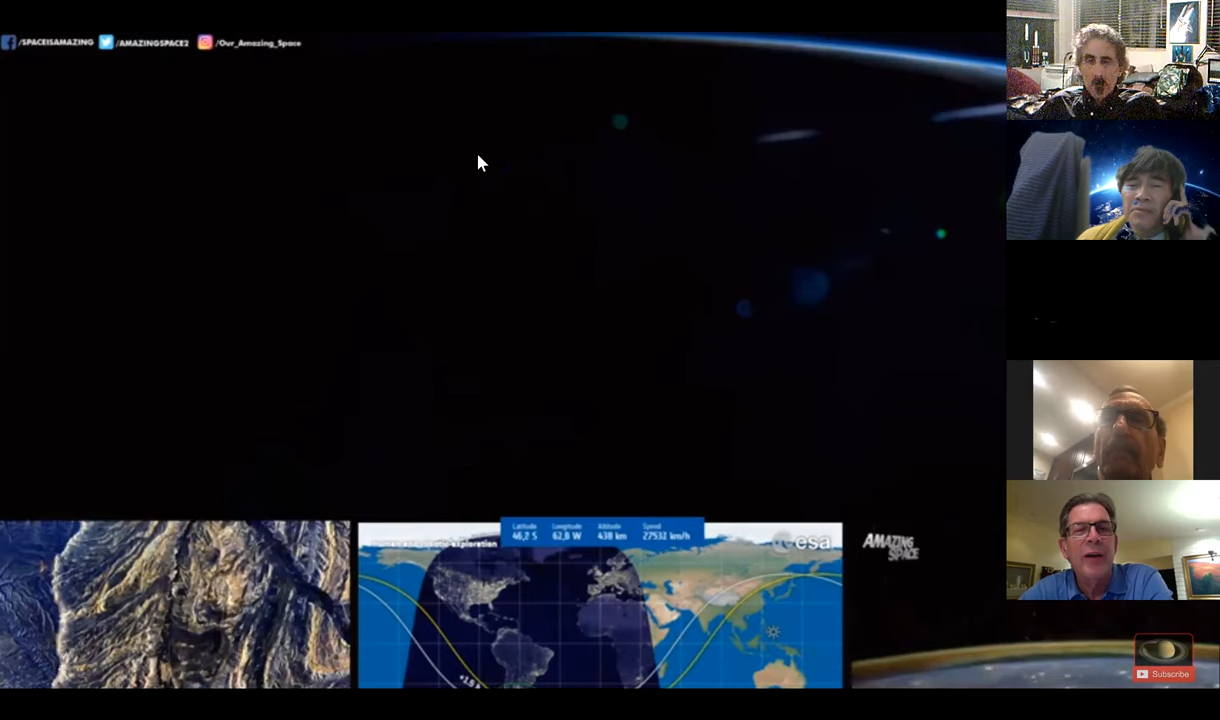 /SPACEISAMAZING /AMAZINGSPACE2 /Our_Amazing_Space
Latitude Longitude Altitude Speed
46,2 S 62,8 W 438 km 27532 km/h
exploration
esa
AMAZING
SPACE
Subscribe